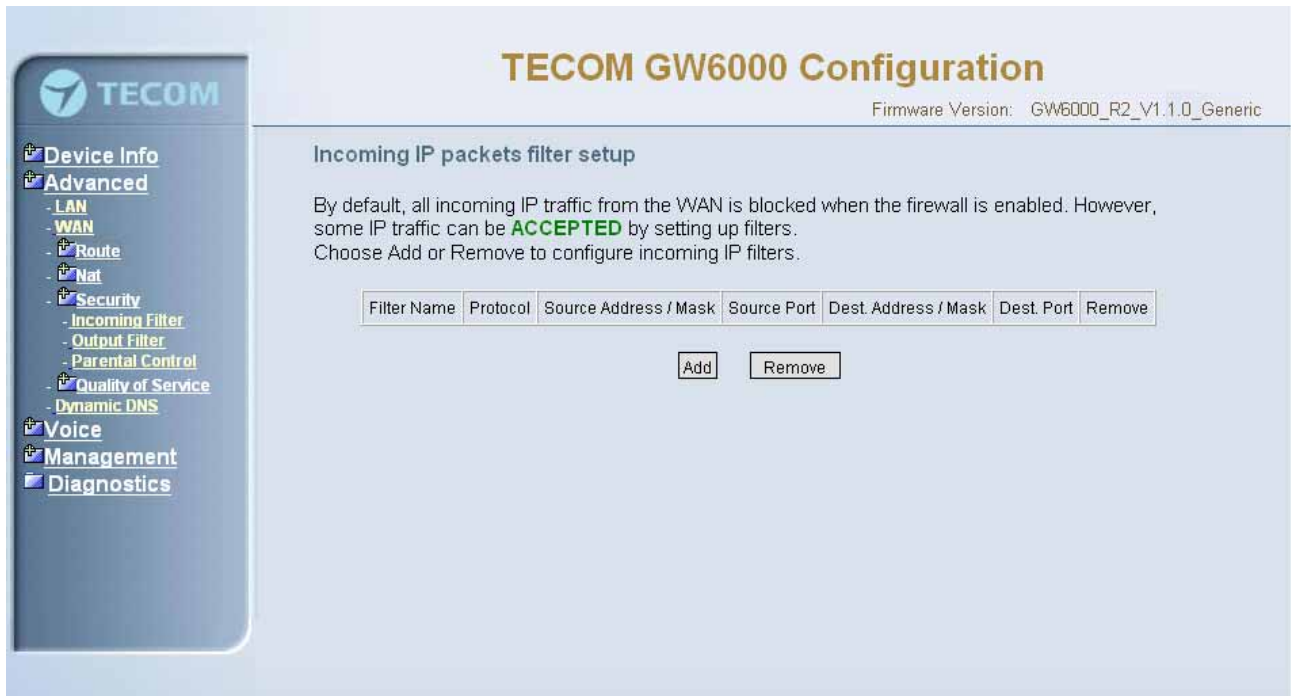 TECOM
TECOM GW6000 Configuration
Firmware Version: GW6000_R2_V1.1.0_Generic
Device Info
Advanced
- LAN
- WAN
- Route
- Nat
- Security
- Incoming Filter
- Output Filter
- Parental Control
- Quality of Service
- Dynamic DNS
Voice
Management
Diagnostics
Incoming IP packets filter setup
By default, all incoming IP traffic from the WAN is blocked when the firewall is enabled. However,
some IP traffic can be ACCEPTED by setting up filters.
Choose Add or Remove to configure incoming IP filters.
Filter Name Protocol Source Address / Mask Source Port Dest. Address / Mask Dest. Port Remove
Add Remove